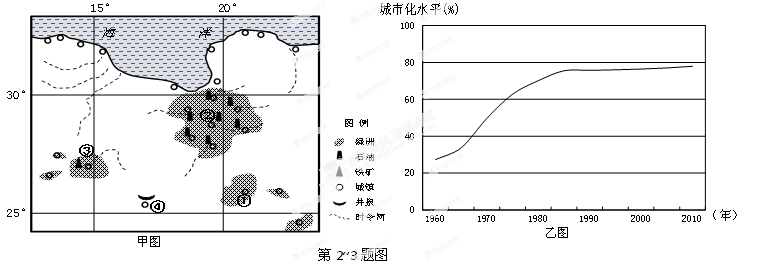 15° 20°
海 洋
30°
25°
② ③ ① ④
图 例
绿洲
石油
铁矿
城镇
井泉
时令河
甲图
城市化水平(%)
100
80
60
40
20
0
1960 1970 1980 1990 2000 2010 (年)
乙图
第 2~3 题图